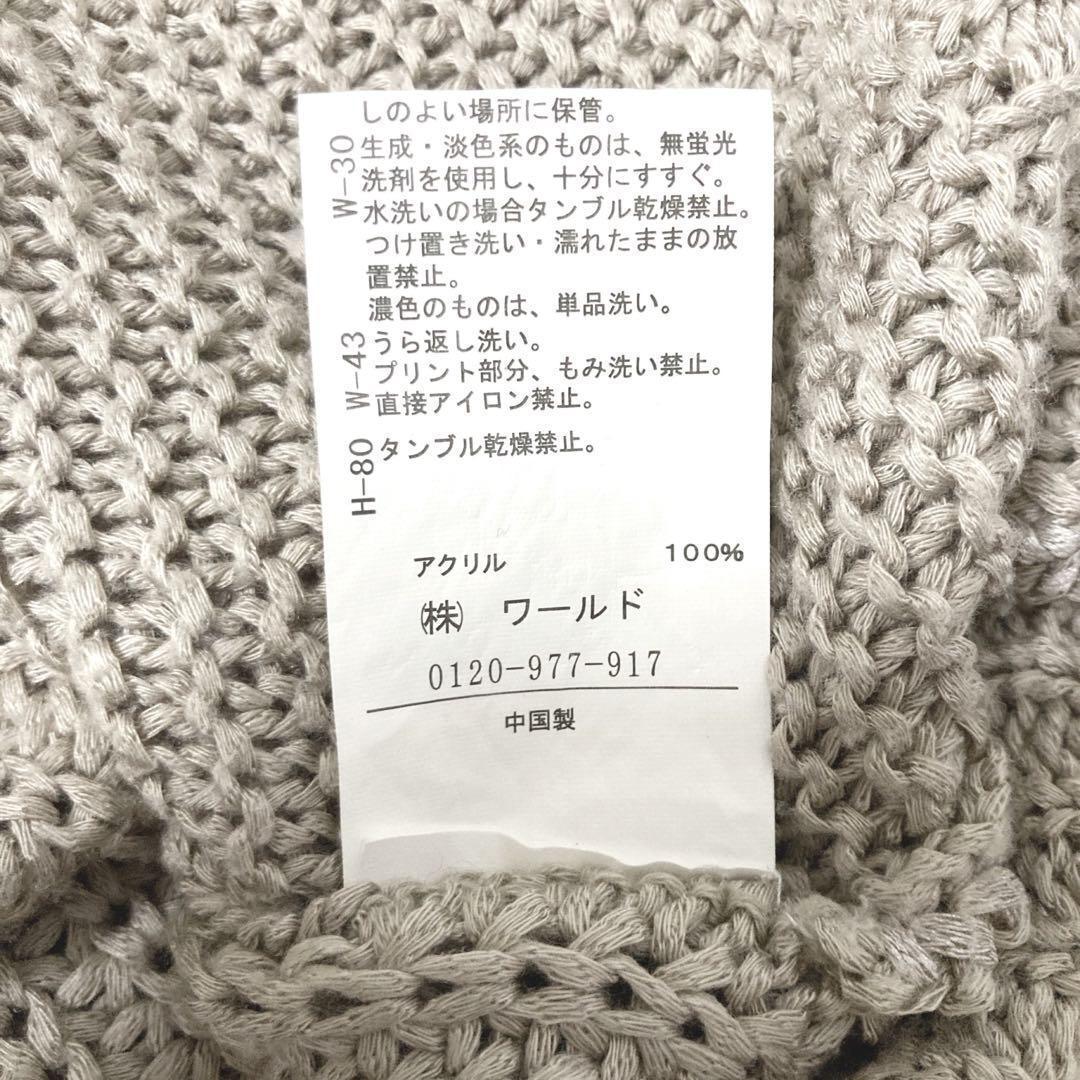 しのよい場所に保管。
W-30
生成・淡色系のものは、無蛍光
洗剤を使用し、十分にすすぐ。
水洗いの場合タンブル乾燥禁止。
つけ置き洗い・濡れたままの放
置禁止。
濃色のものは、単品洗い。
W-43
うら返し洗い。
プリント部分、もみ洗い禁止。
直接アイロン禁止。
H-80
タンブル乾燥禁止。
アクリル 100%
㈱ ワールド
0120-977-917
中国製